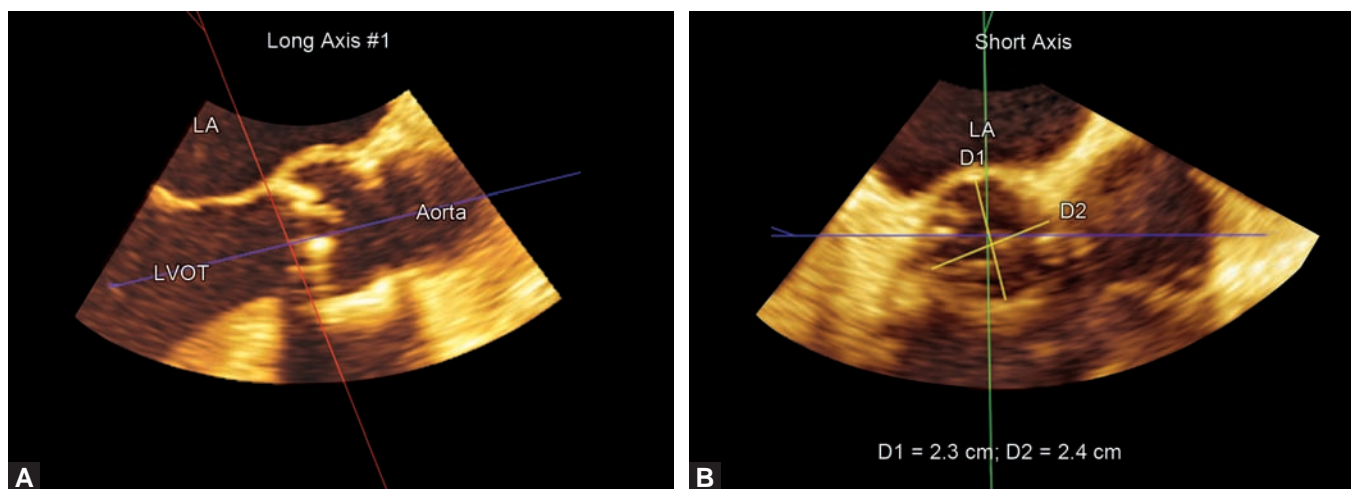 Long Axis #1
LA
Aorta
LVOT
A
Short Axis
LA
D1
D2
D1 = 2.3 cm; D2 = 2.4 cm
B